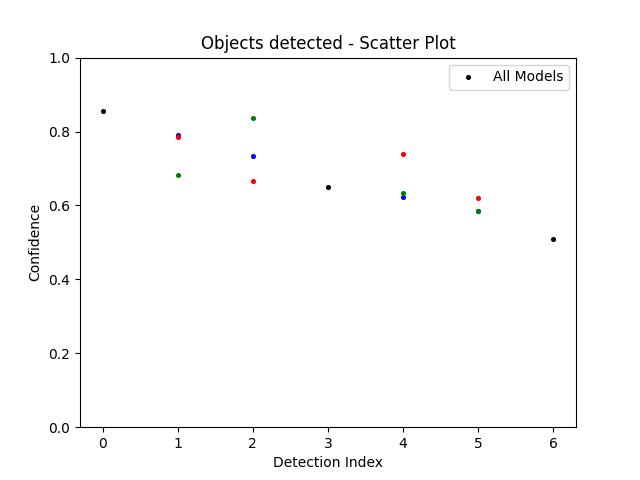 Objects detected - Scatter Plot
All Models
Confidence
1.0
0.8
0.6
0.4
0.2
0.0
0 1 2 3 4 5 6
Detection Index